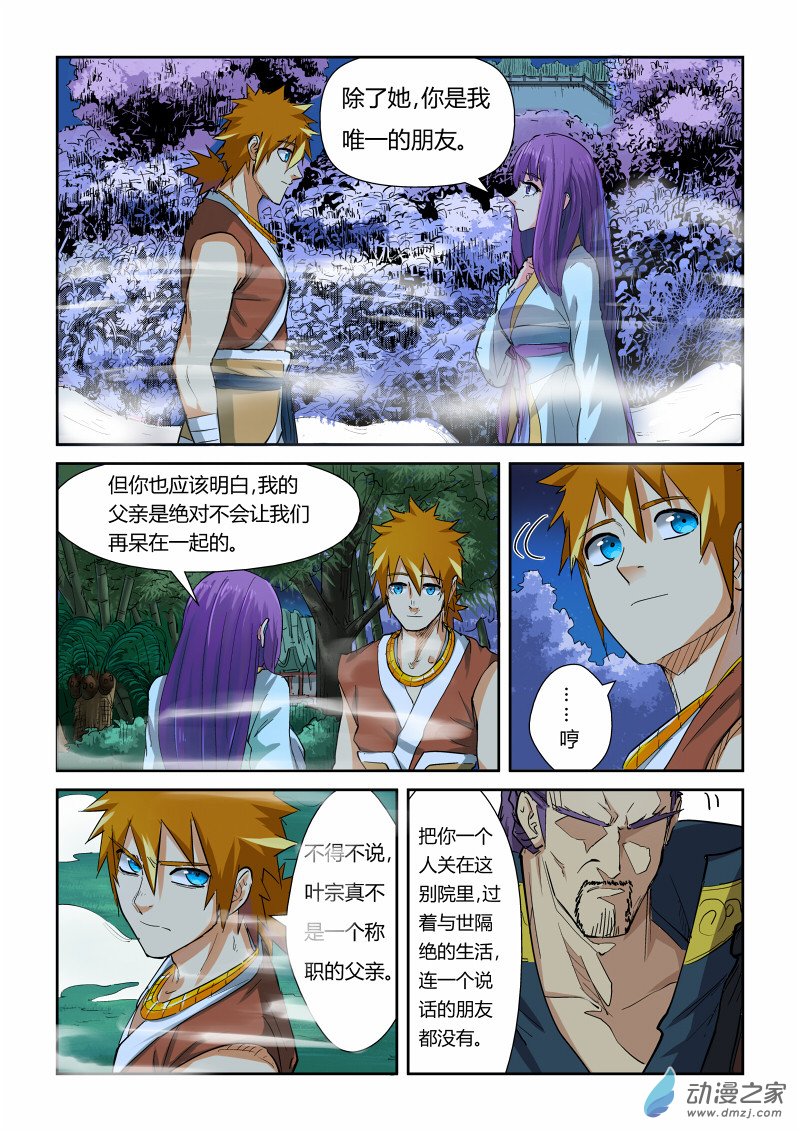 除了她，你是我
唯一的朋友。
但你也应该明白，我的
父亲是绝对不会让我们
再呆在一起的。
……
哼
不得不说，
叶宗真不
是一个称
职的父亲。
把你一个
人关在这
别院里，过
着与世隔
绝的生活，
连一个说
话的朋友
都没有。
动漫之家
www.dmzj.com